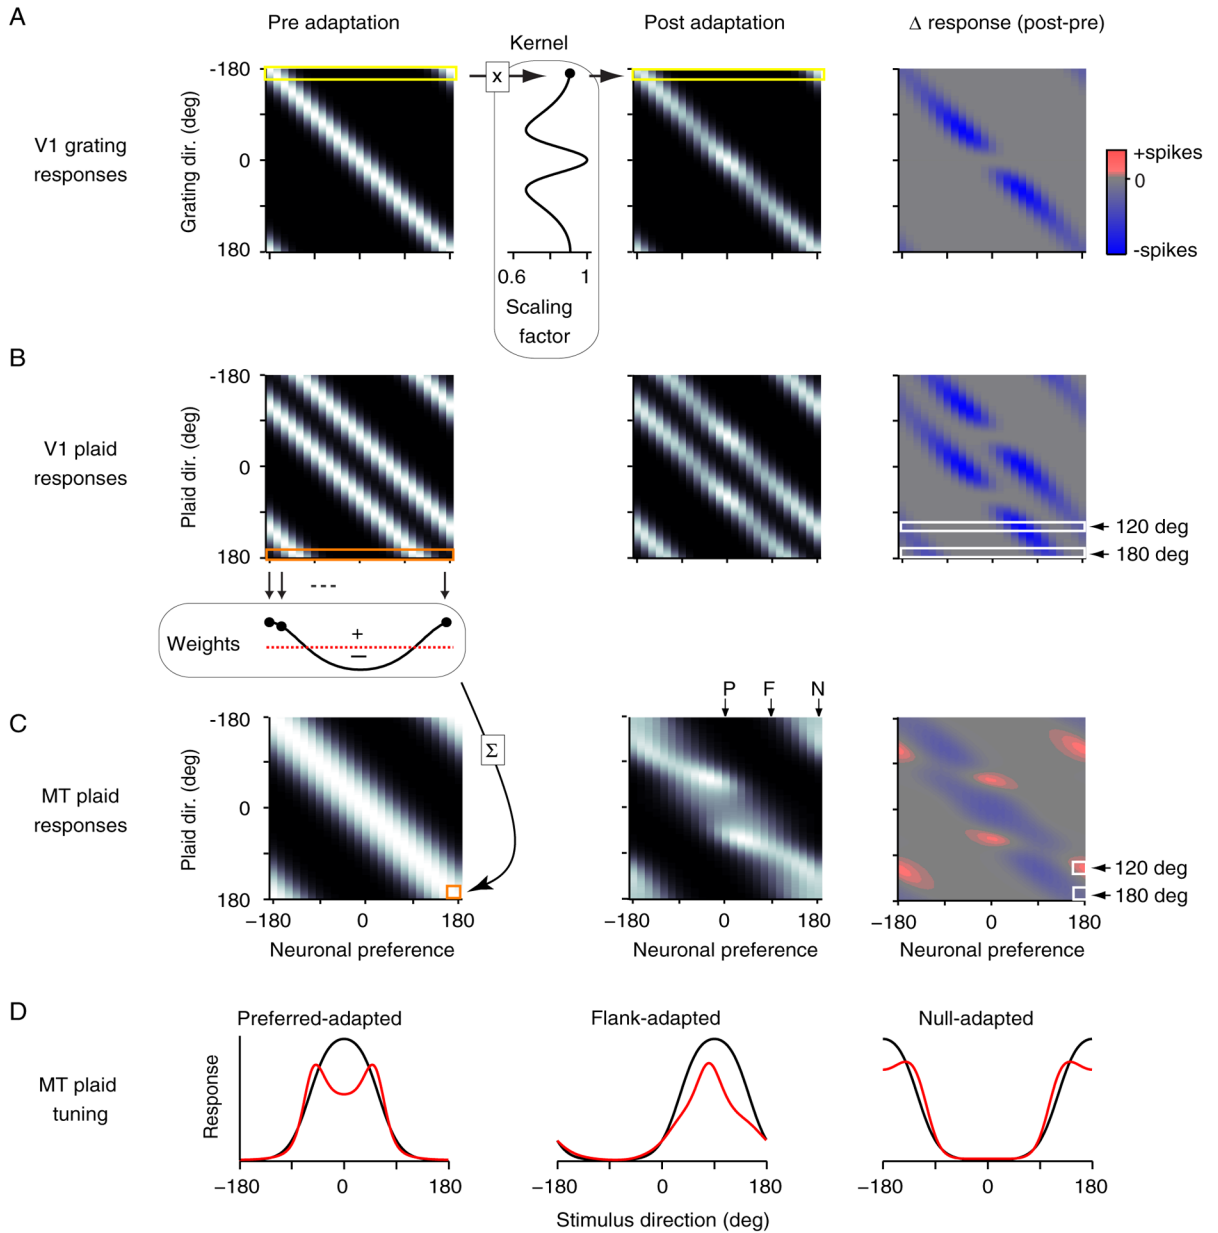 A
Pre adaptation
Post adaptation
Δ response (post-pre)
Kernel
V1 grating
responses
Grating dir. (deg)
-180
0
180
x
0.6
1
Scaling
factor
+spikes
0
-spikes
B
V1 plaid
responses
Plaid dir. (deg)
-180
0
180
120 deg
180 deg
---
Weights
+
−
C
P
F
N
MT plaid
responses
Plaid dir. (deg)
-180
0
180
Σ
120 deg
180 deg
−180 0 180
−180 0 180
−180 0 180
Neuronal preference
Neuronal preference
Neuronal preference
D
Preferred-adapted
Flank-adapted
Null-adapted
MT plaid
tuning
Response
−180 0 180
−180 0 180
−180 0 180
Stimulus direction (deg)